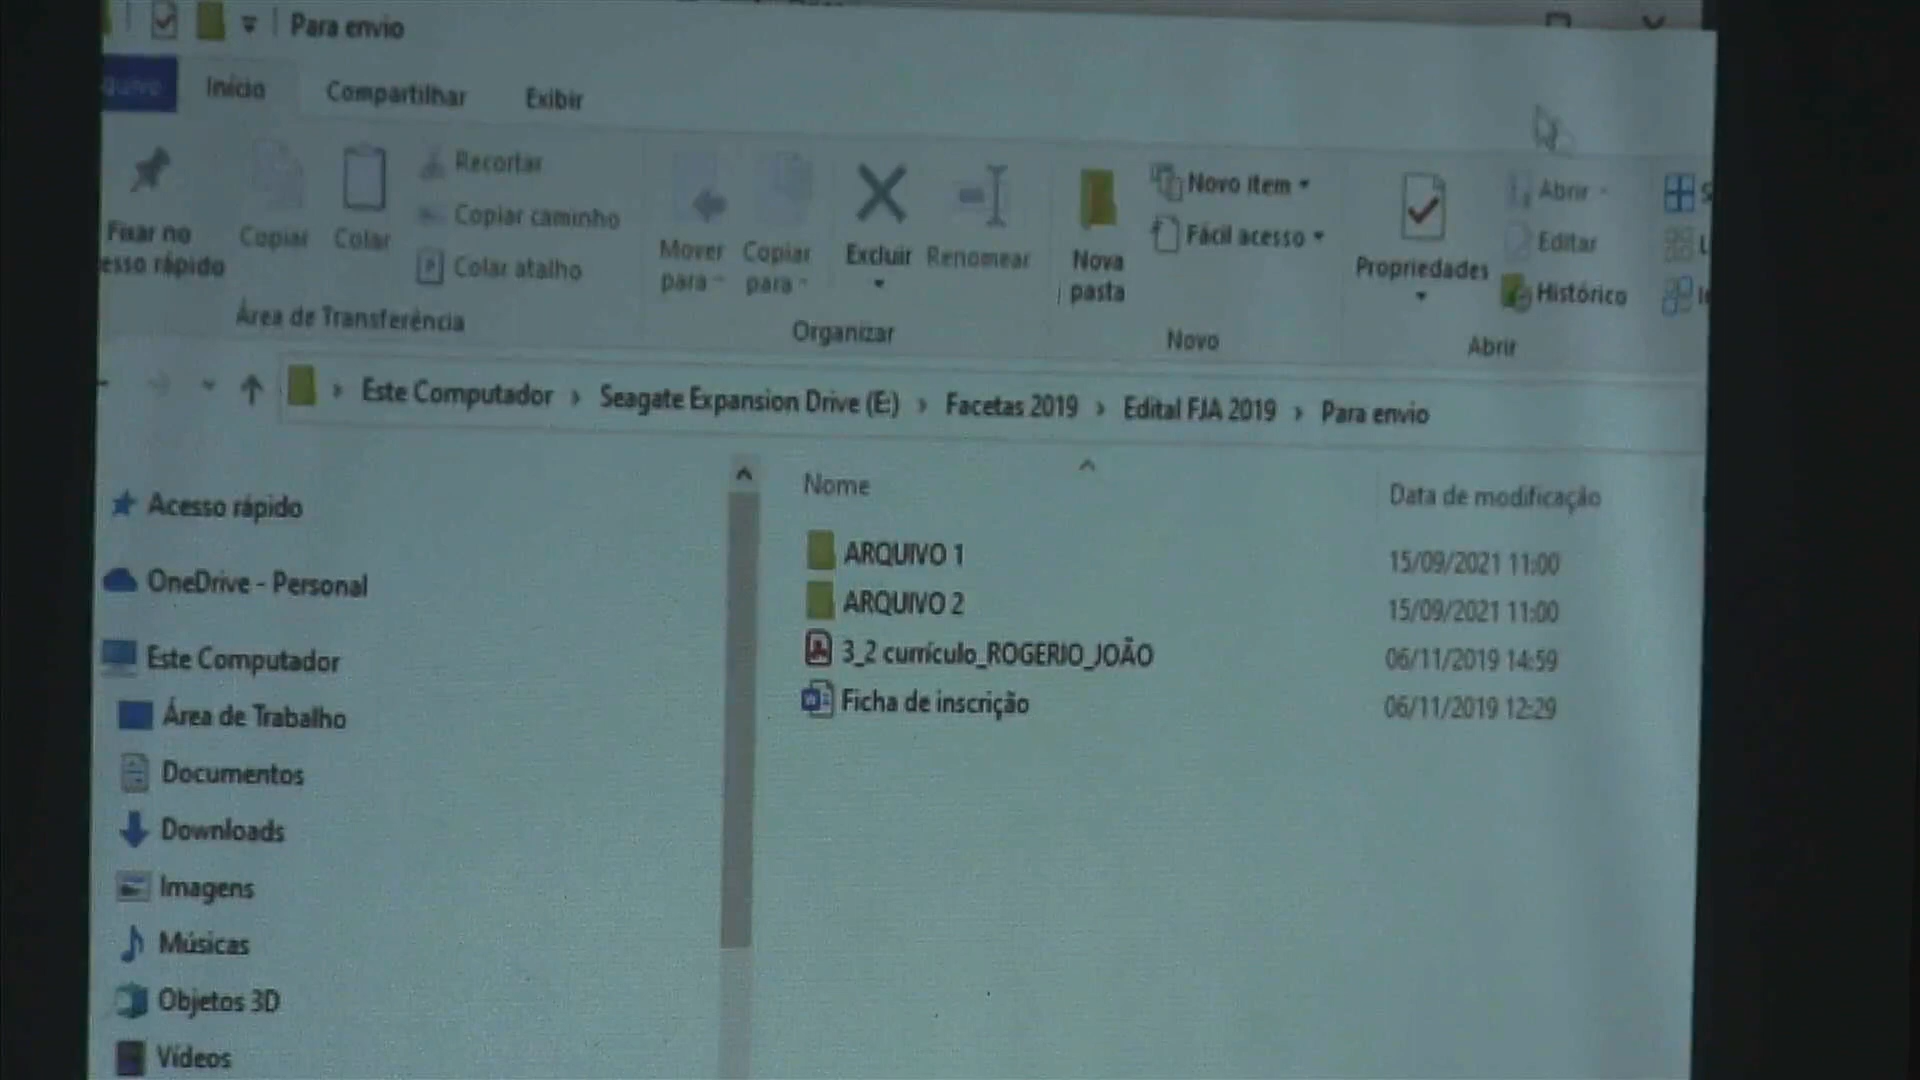 Para envio
Início Compartilhar Exibir
Recortar
Copiar caminho
Colar atalho
Fixar no
esso rápido
Copiar
Colar
Área de Transferência
Mover
para
Copiar
para
Excluir
Renomear
Organizar
Nova
pasta
Novo item
Fácil acesso
Novo
Propriedades
Abrir
Editar
Histórico
Abrir
Este Computador > Seagate Expansion Drive (E:) > Facetas 2019 > Edital FJA 2019 > Para envio
Acesso rápido
OneDrive - Personal
Este Computador
Área de Trabalho
Documentos
Downloads
Imagens
Músicas
Objetos 3D
Vídeos
Nome Data de modificação
ARQUIVO 1 15/09/2021 11:00
ARQUIVO 2 15/09/2021 11:00
3_2 currículo_ROGERIO_JOÃO 06/11/2019 14:59
Ficha de inscrição 06/11/2019 12:29